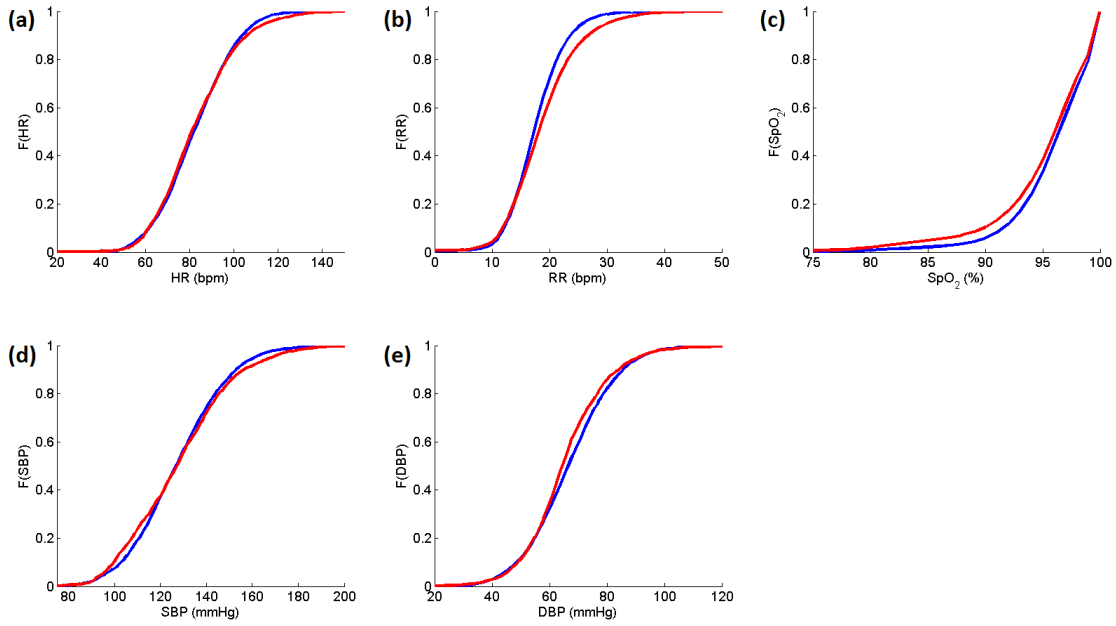 (a)
1
0.8
0.6
0.4
0.2
0
F(HR)
20 40 60 80 100 120 140
HR (bpm)
(b)
1
0.8
0.6
0.4
0.2
0
F(RR)
0 10 20 30 40 50
RR (bpm)
(c)
1
0.8
0.6
0.4
0.2
0
F(SpO₂)
75 80 85 90 95 100
SpO₂ (%)
(d)
1
0.8
0.6
0.4
0.2
0
F(SBP)
80 100 120 140 160 180 200
SBP (mmHg)
(e)
1
0.8
0.6
0.4
0.2
0
F(DBP)
20 40 60 80 100 120
DBP (mmHg)